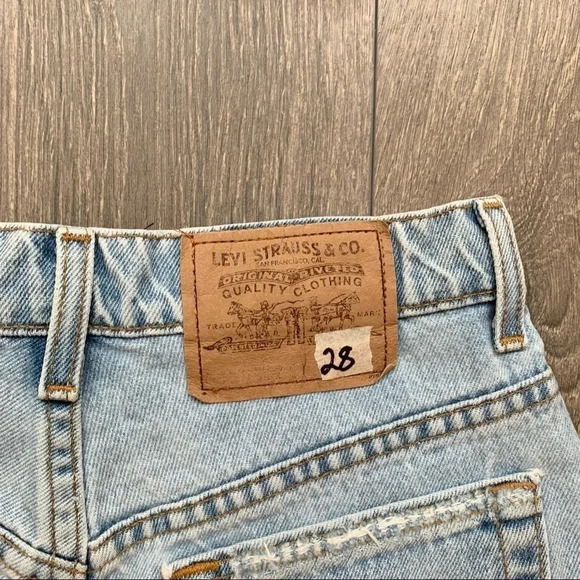 LEVI STRAUSS & CO.
SAN FRANCISCO, CAL.
ORIGINAL RIVETED
QUALITY CLOTHING
TRADE MARK
28